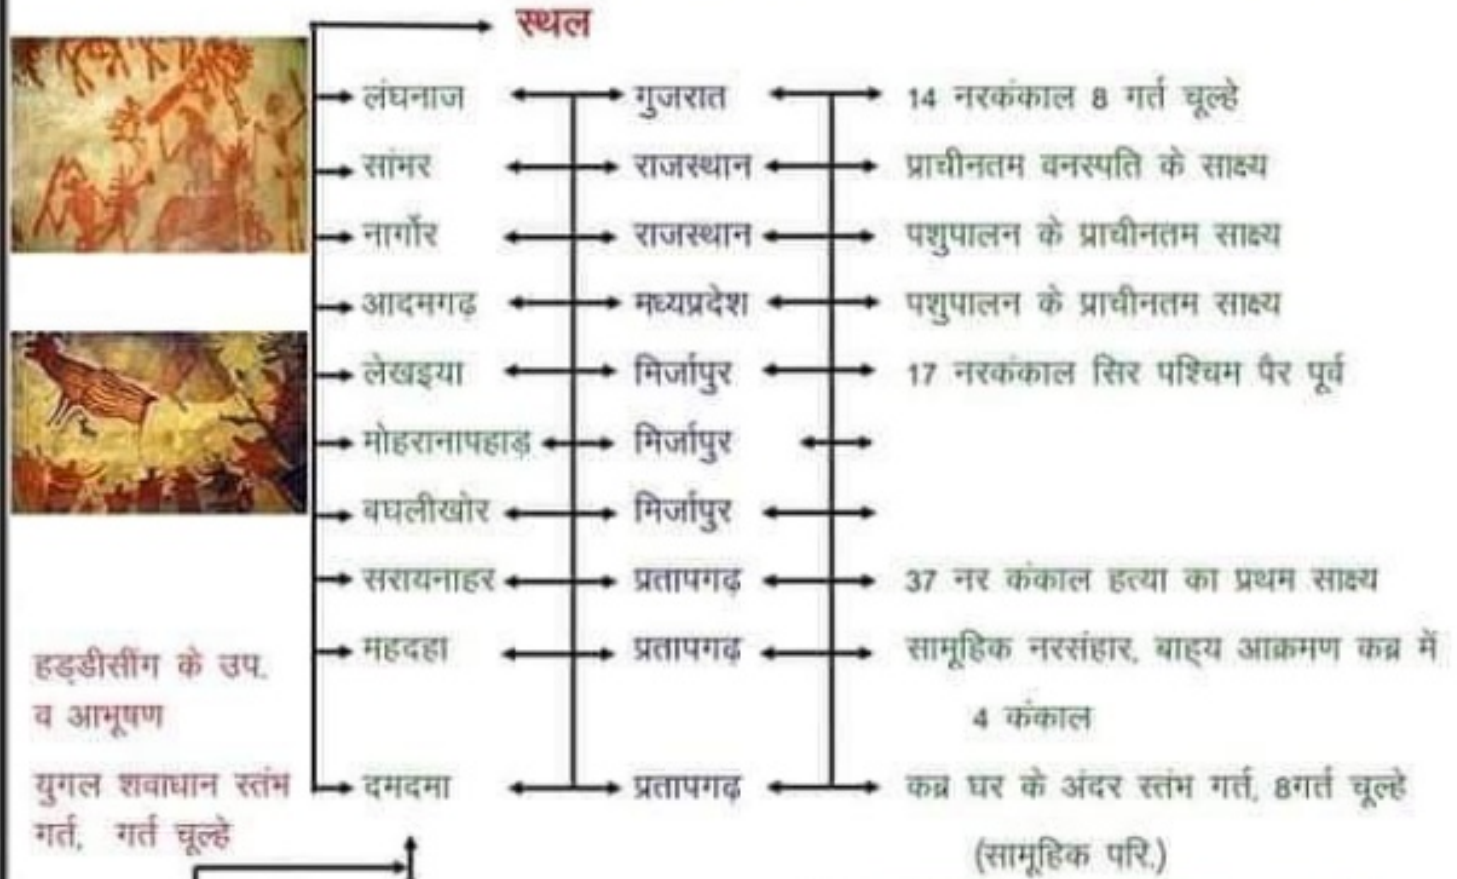 स्थल
लंघनाज गुजरात 14 नरकंकाल 8 गर्त चूल्हे
सांभर राजस्थान प्राचीनतम वनस्पति के साक्ष्य
नार्गोर राजस्थान पशुपालन के प्राचीनतम साक्ष्य
आदमगढ़ मध्यप्रदेश पशुपालन के प्राचीनतम साक्ष्य
लेखइया मिर्जापुर 17 नरकंकाल सिर पश्चिम पैर पूर्व
मोहरानापहाड़ मिर्जापुर
बघलीखोर मिर्जापुर
सरायनाहर प्रतापगढ़ 37 नर कंकाल हत्या का प्रथम साक्ष्य
महदहा प्रतापगढ़ सामूहिक नरसंहार, बाह्य आक्रमण कब्र में
4 कंकाल
हड्डीसींग के उप.
व आभूषण
युगल शवाधान स्तंभ
गर्त, गर्त चूल्हे
दमदमा प्रतापगढ़ कब्र घर के अंदर स्तंभ गर्त, 8गर्त चूल्हे
(सामूहिक परि.)